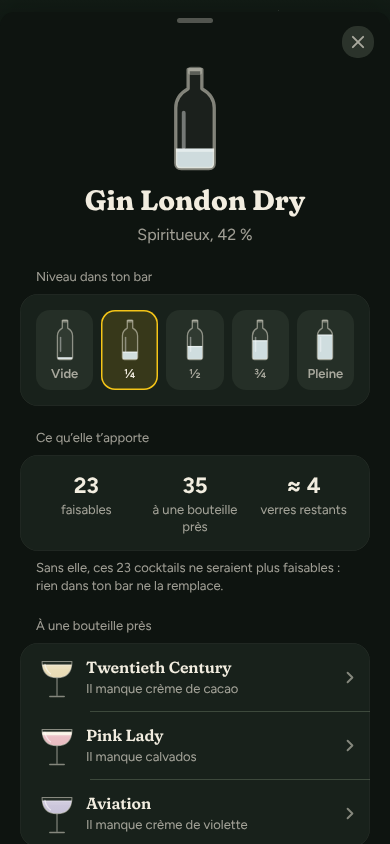 Gin London Dry
Spiritueux, 42 %
Niveau dans ton bar
Vide
¼
½
¾
Pleine
Ce qu'elle t'apporte
23
faisables
35
à une bouteille
près
≈ 4
verres restants
Sans elle, ces 23 cocktails ne seraient plus faisables :
rien dans ton bar ne la remplace.
À une bouteille près
Twentieth Century
Il manque crème de cacao
Pink Lady
Il manque calvados
Aviation
Il manque crème de violette